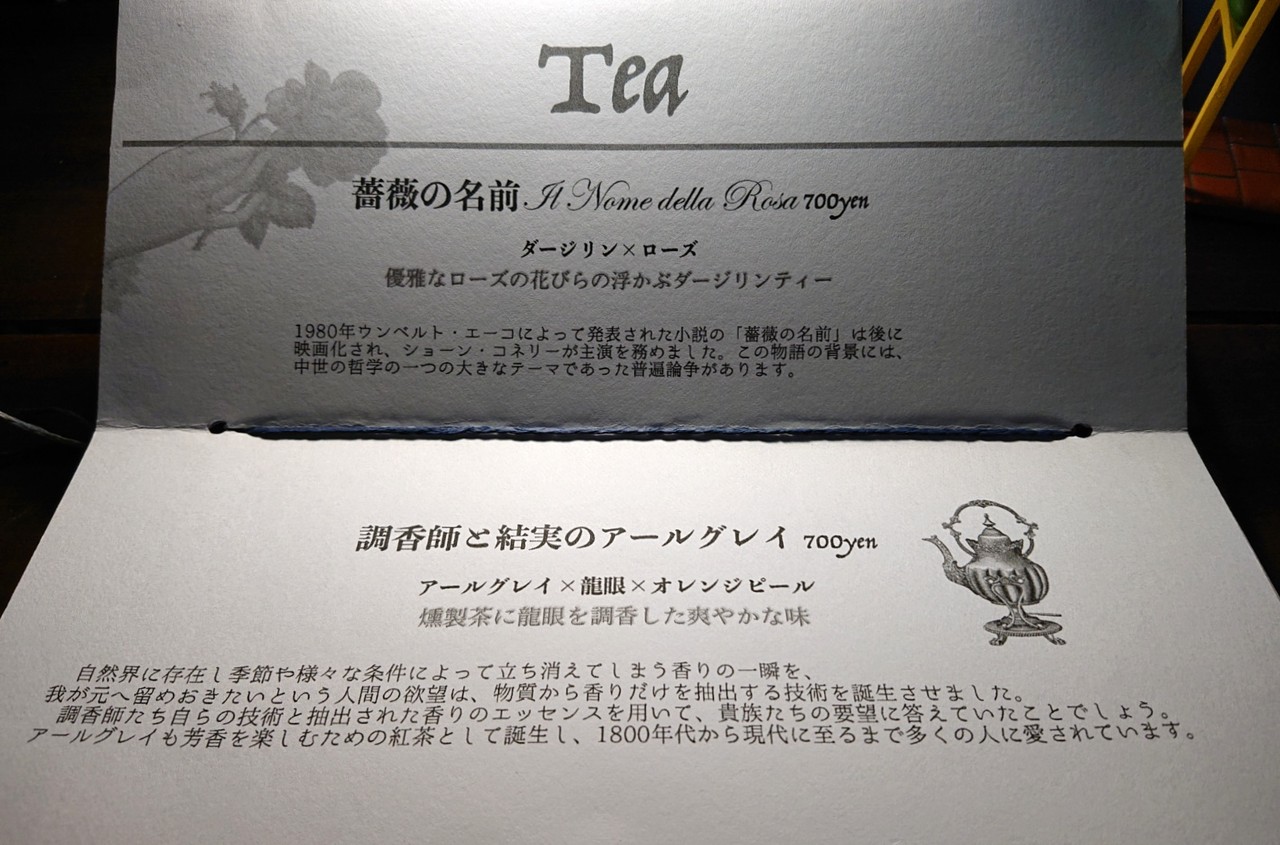 Tea
薔薇の名前 Il Nome della Rosa 700yen
ダージリン×ローズ
優雅なローズの花びらの浮かぶダージリンティー
1980年ウンベルト・エーコによって発表された小説の「薔薇の名前」は後に
映画化され、ショーン・コネリーが主演を務めました。この物語の背景には、
中世の哲学の一つの大きなテーマであった普遍論争があります。
調香師と結実のアールグレイ 700yen
アールグレイ×龍眼×オレンジピール
燻製茶に龍眼を調香した爽やかな味
自然界に存在し季節や様々な条件によって立ち消えてしまう香りの一瞬を、
我が元へ留めおきたいという人間の欲望は、物質から香りだけを抽出する技術を誕生させました。
調香師たち自らの技術と抽出された香りのエッセンスを用いて、貴族たちの要望に答えていたことでしょう。
アールグレイも芳香を楽しむための紅茶として誕生し、1800年代から現代に至るまで多くの人に愛されています。